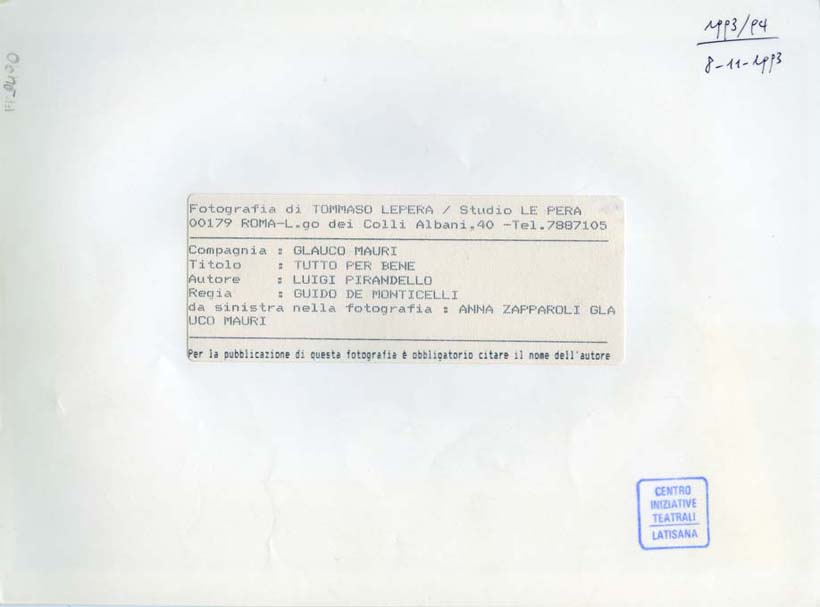 1993/94
8-11-1993
Fotografia di TOMMASO LEPERA / Studio LE PERA
00179 ROMA-L.go dei Colli Albani,40 -Tel.7887105
Compagnia : GLAUCO MAURI
Titolo : TUTTO PER BENE
Autore : LUIGI PIRANDELLO
Regia : GUIDO DE MONTICELLI
da sinistra nella fotografia : ANNA ZAPPAROLI GLA
UCO MAURI
Per la pubblicazione di questa fotografia é obbligatorio citare il nome dell'autore
CENTRO
INIZIATIVE
TEATRALI
LATISANA